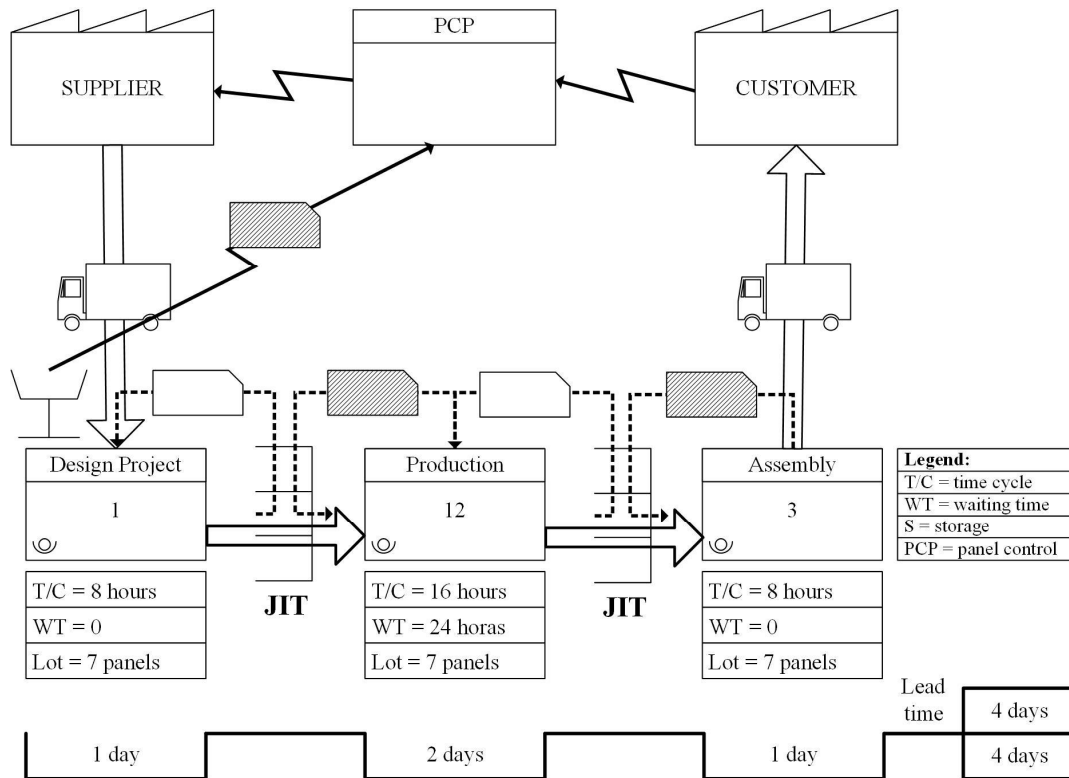 SUPPLIER
PCP
CUSTOMER
Design Project
1
Production
12
Assembly
3
Legend:
T/C = time cycle
WT = waiting time
S = storage
PCP = panel control
T/C = 8 hours
WT = 0
Lot = 7 panels
JIT
T/C = 16 hours
WT = 24 horas
Lot = 7 panels
JIT
T/C = 8 hours
WT = 0
Lot = 7 panels
1 day
2 days
1 day
Lead
time
4 days
4 days